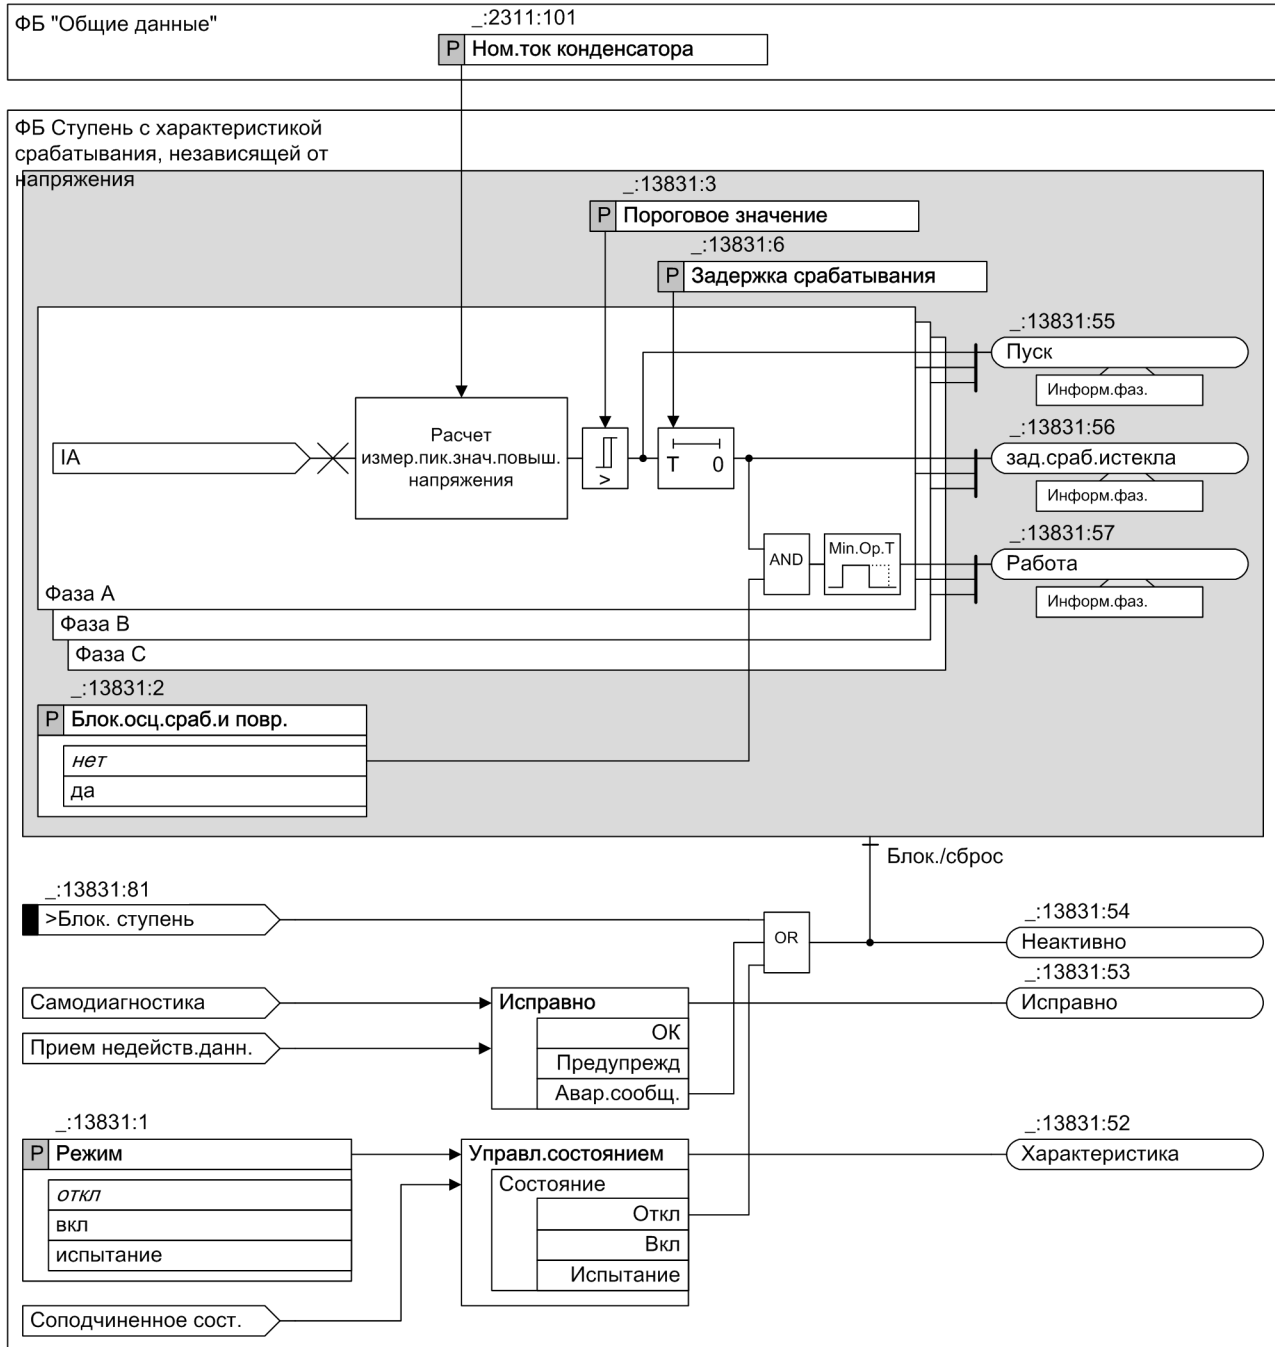 ФБ "Общие данные"
_:2311:101
P Ном.ток конденсатора
ФБ Ступень с характеристикой
срабатывания, независящей от
напряжения
_:13831:3
P Пороговое значение
_:13831:6
P Задержка срабатывания
_:13831:55
Пуск
Информ.фаз.
IA
Расчет
измер.пик.знач.повыш.
напряжения
>
T 0
_:13831:56
зад.сраб.истекла
Информ.фаз.
AND
Min.Op.T
_:13831:57
Работа
Информ.фаз.
Фаза A
Фаза B
Фаза C
_:13831:2
P Блок.осц.сраб.и повр.
нет
да
Блок./сброс
_:13831:81
>Блок. ступень
OR
_:13831:54
Неактивно
_:13831:53
Исправно
Самодиагностика
Прием недейств.данн.
Исправно
ОК
Предупрежд
Авар.сообщ.
_:13831:1
P Режим
откл
вкл
испытание
Управл.состоянием
Состояние
Откл
Вкл
Испытание
_:13831:52
Характеристика
Соподчиненное сост.